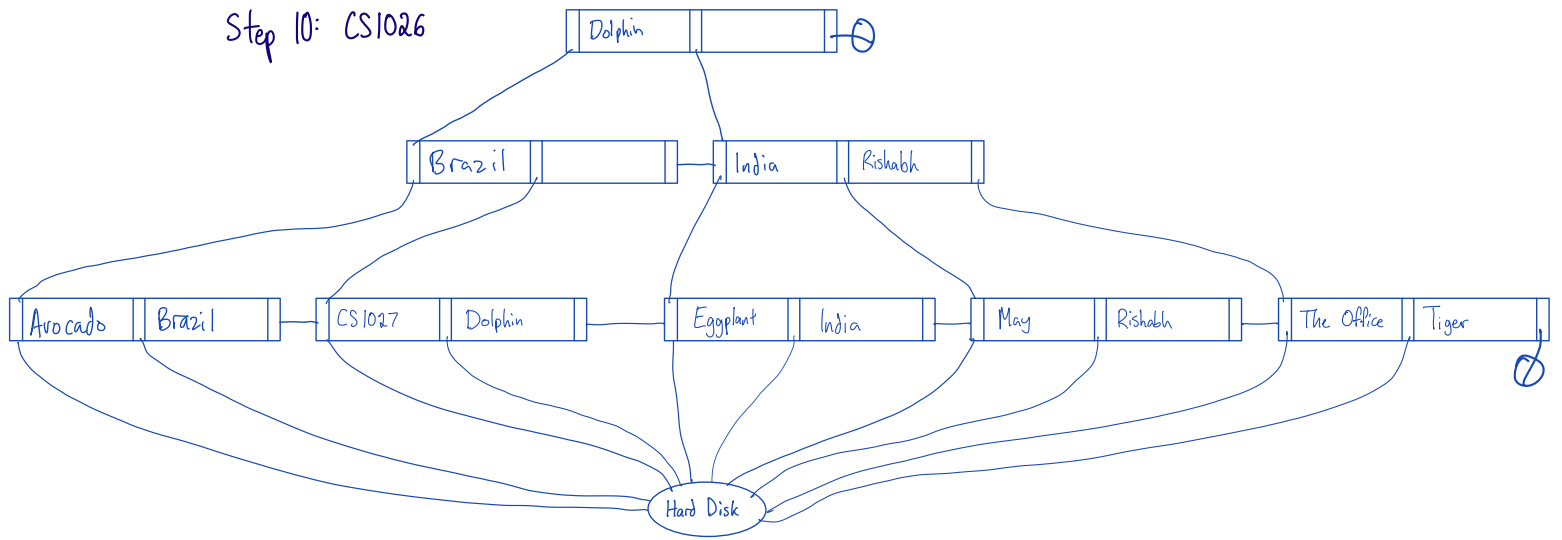 Step 10: CS1026
Dolphin
Brazil
India Rishabh
Avocado Brazil
CS1027 Dolphin
Eggplant India
May Rishabh
The Office Tiger
Hard Disk